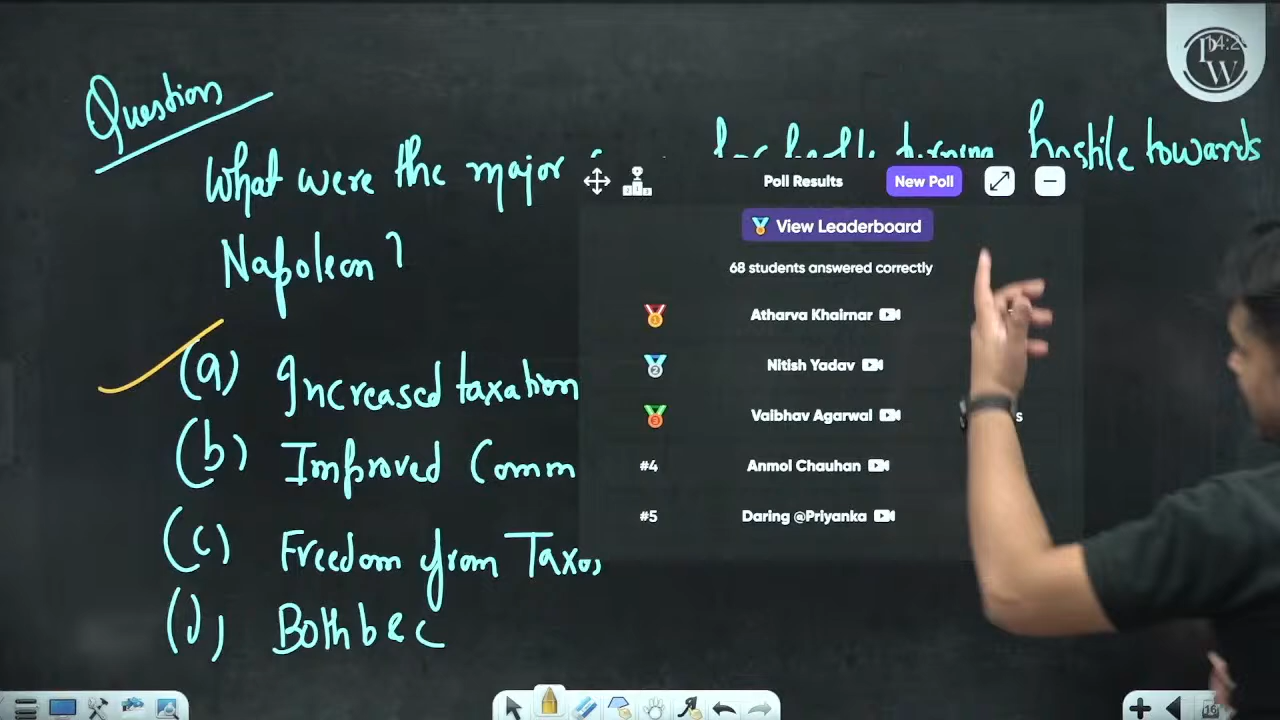 Question
What were the major
hostile towards
Napoleon ?
(a) Increased taxation
(b) Improved Comm
(c) Freedom from Taxes
(d) Both b & c
Poll Results
New Poll
View Leaderboard
68 students answered correctly
Atharva Khairnar
Nitish Yadav
Vaibhav Agarwal
s
#4 Anmol Chauhan
#5 Daring @Priyanka
PW
16